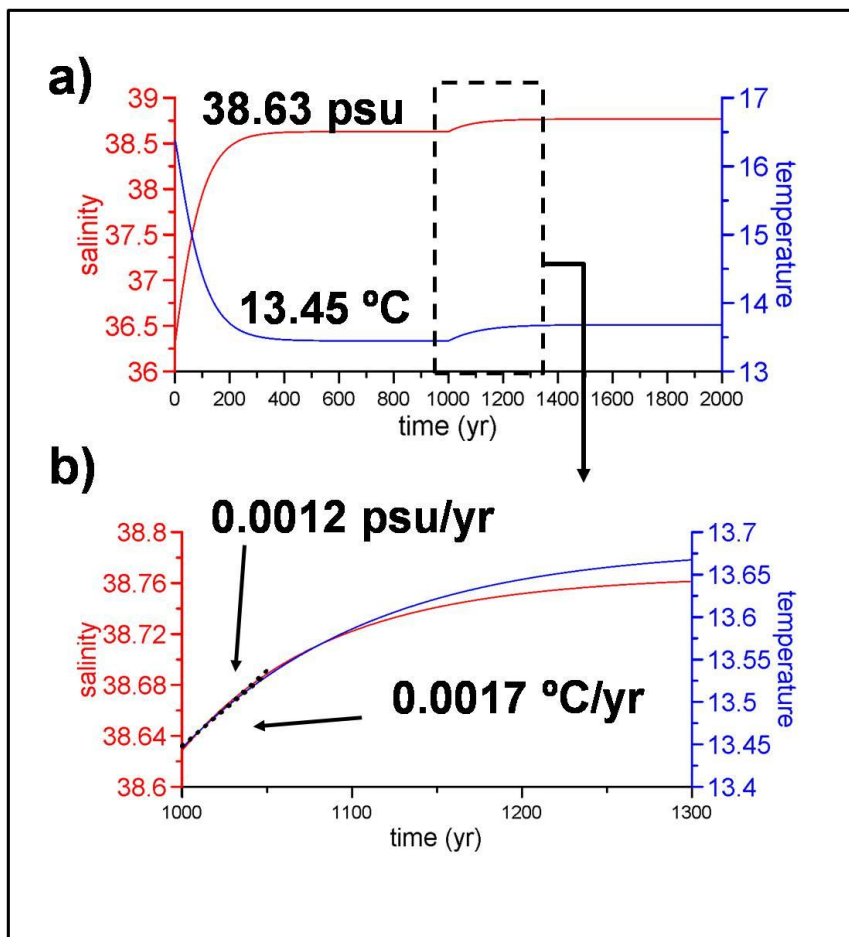 a)
39
38.5
38
37.5
37
36.5
36
salinity
38.63 psu
13.45 ºC
17
16
15
14
13
temperature
0 200 400 600 800 1000 1200 1400 1600 1800 2000
time (yr)
b)
0.0012 psu/yr
0.0017 ºC/yr
38.8
38.76
38.72
38.68
38.64
38.6
salinity
13.7
13.65
13.6
13.55
13.5
13.45
13.4
temperature
1000 1100 1200 1300
time (yr)